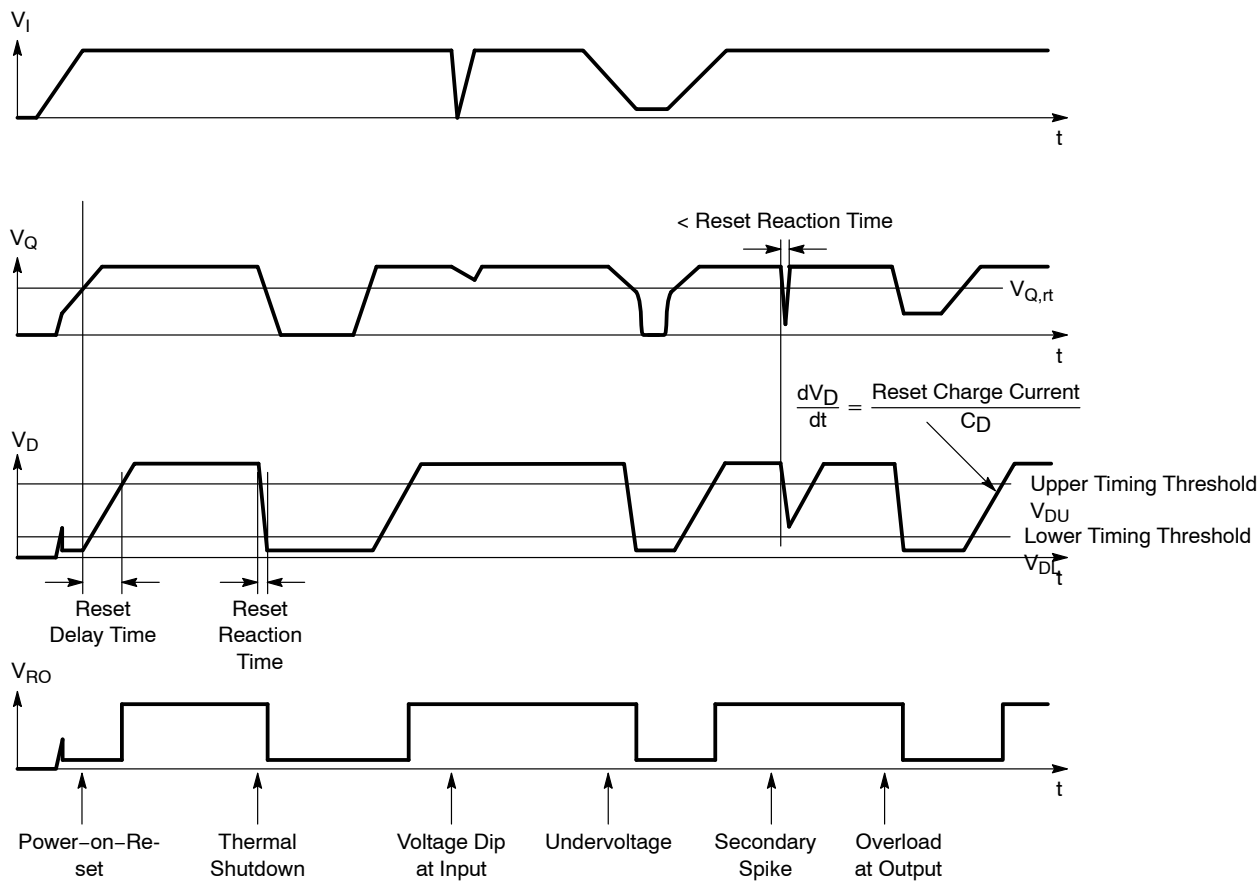 V_I
t
< Reset Reaction Time
V_Q
V_Q,rt
t
dV_D
dt
= Reset Charge Current
C_D
V_D
Upper Timing Threshold
V_DU
Lower Timing Threshold
V_DL
t
Reset
Delay Time
Reset
Reaction
Time
V_RO
t
Power−on−Re-
set
Thermal
Shutdown
Voltage Dip
at Input
Undervoltage
Secondary
Spike
Overload
at Output